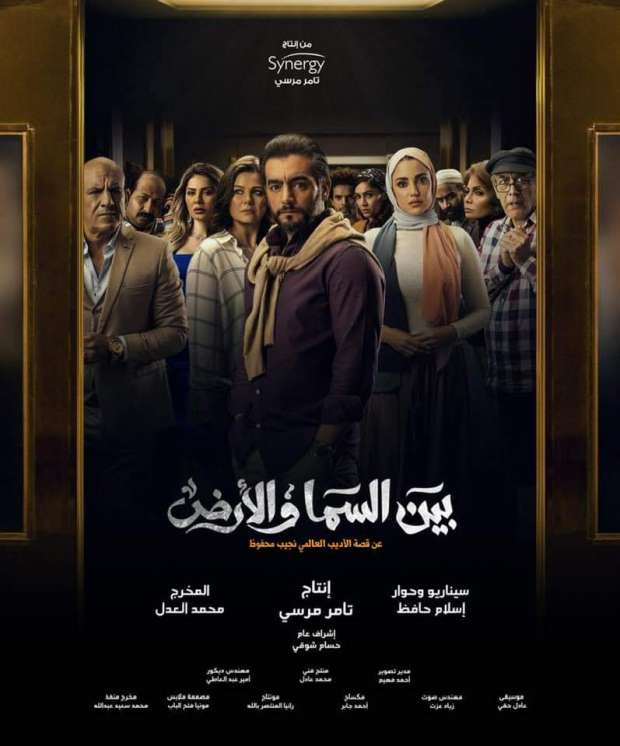 من إنتاج
Synergy
تامر مرسي
بين السما والأرض
عن قصة الأديب العالمي نجيب محفوظ
سيناريو وحوار
إسلام حافظ
إنتاج
تامر مرسي
المخرج
محمد العدل
إشراف عام
حسام شوقي
مدير تصوير
أحمد فهيم
منتج فني
محمد عادل
مهندس ديكور
أمير عبد العاطي
موسيقى
عادل حقي
مهندس صوت
زياد عزت
مكساج
أحمد جابر
مونتاج
رانيا المنتصر بالله
مصممة ملابس
مونيا فتح الباب
مخرج منفذ
محمد سعيد عبدالله